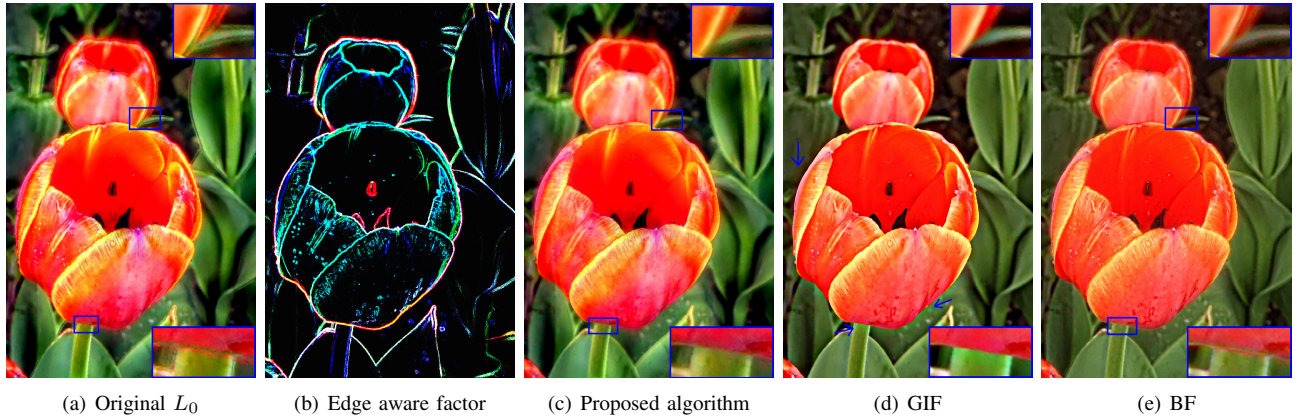 (a) Original $L_0$
(b) Edge aware factor
(c) Proposed algorithm
(d) GIF
(e) BF